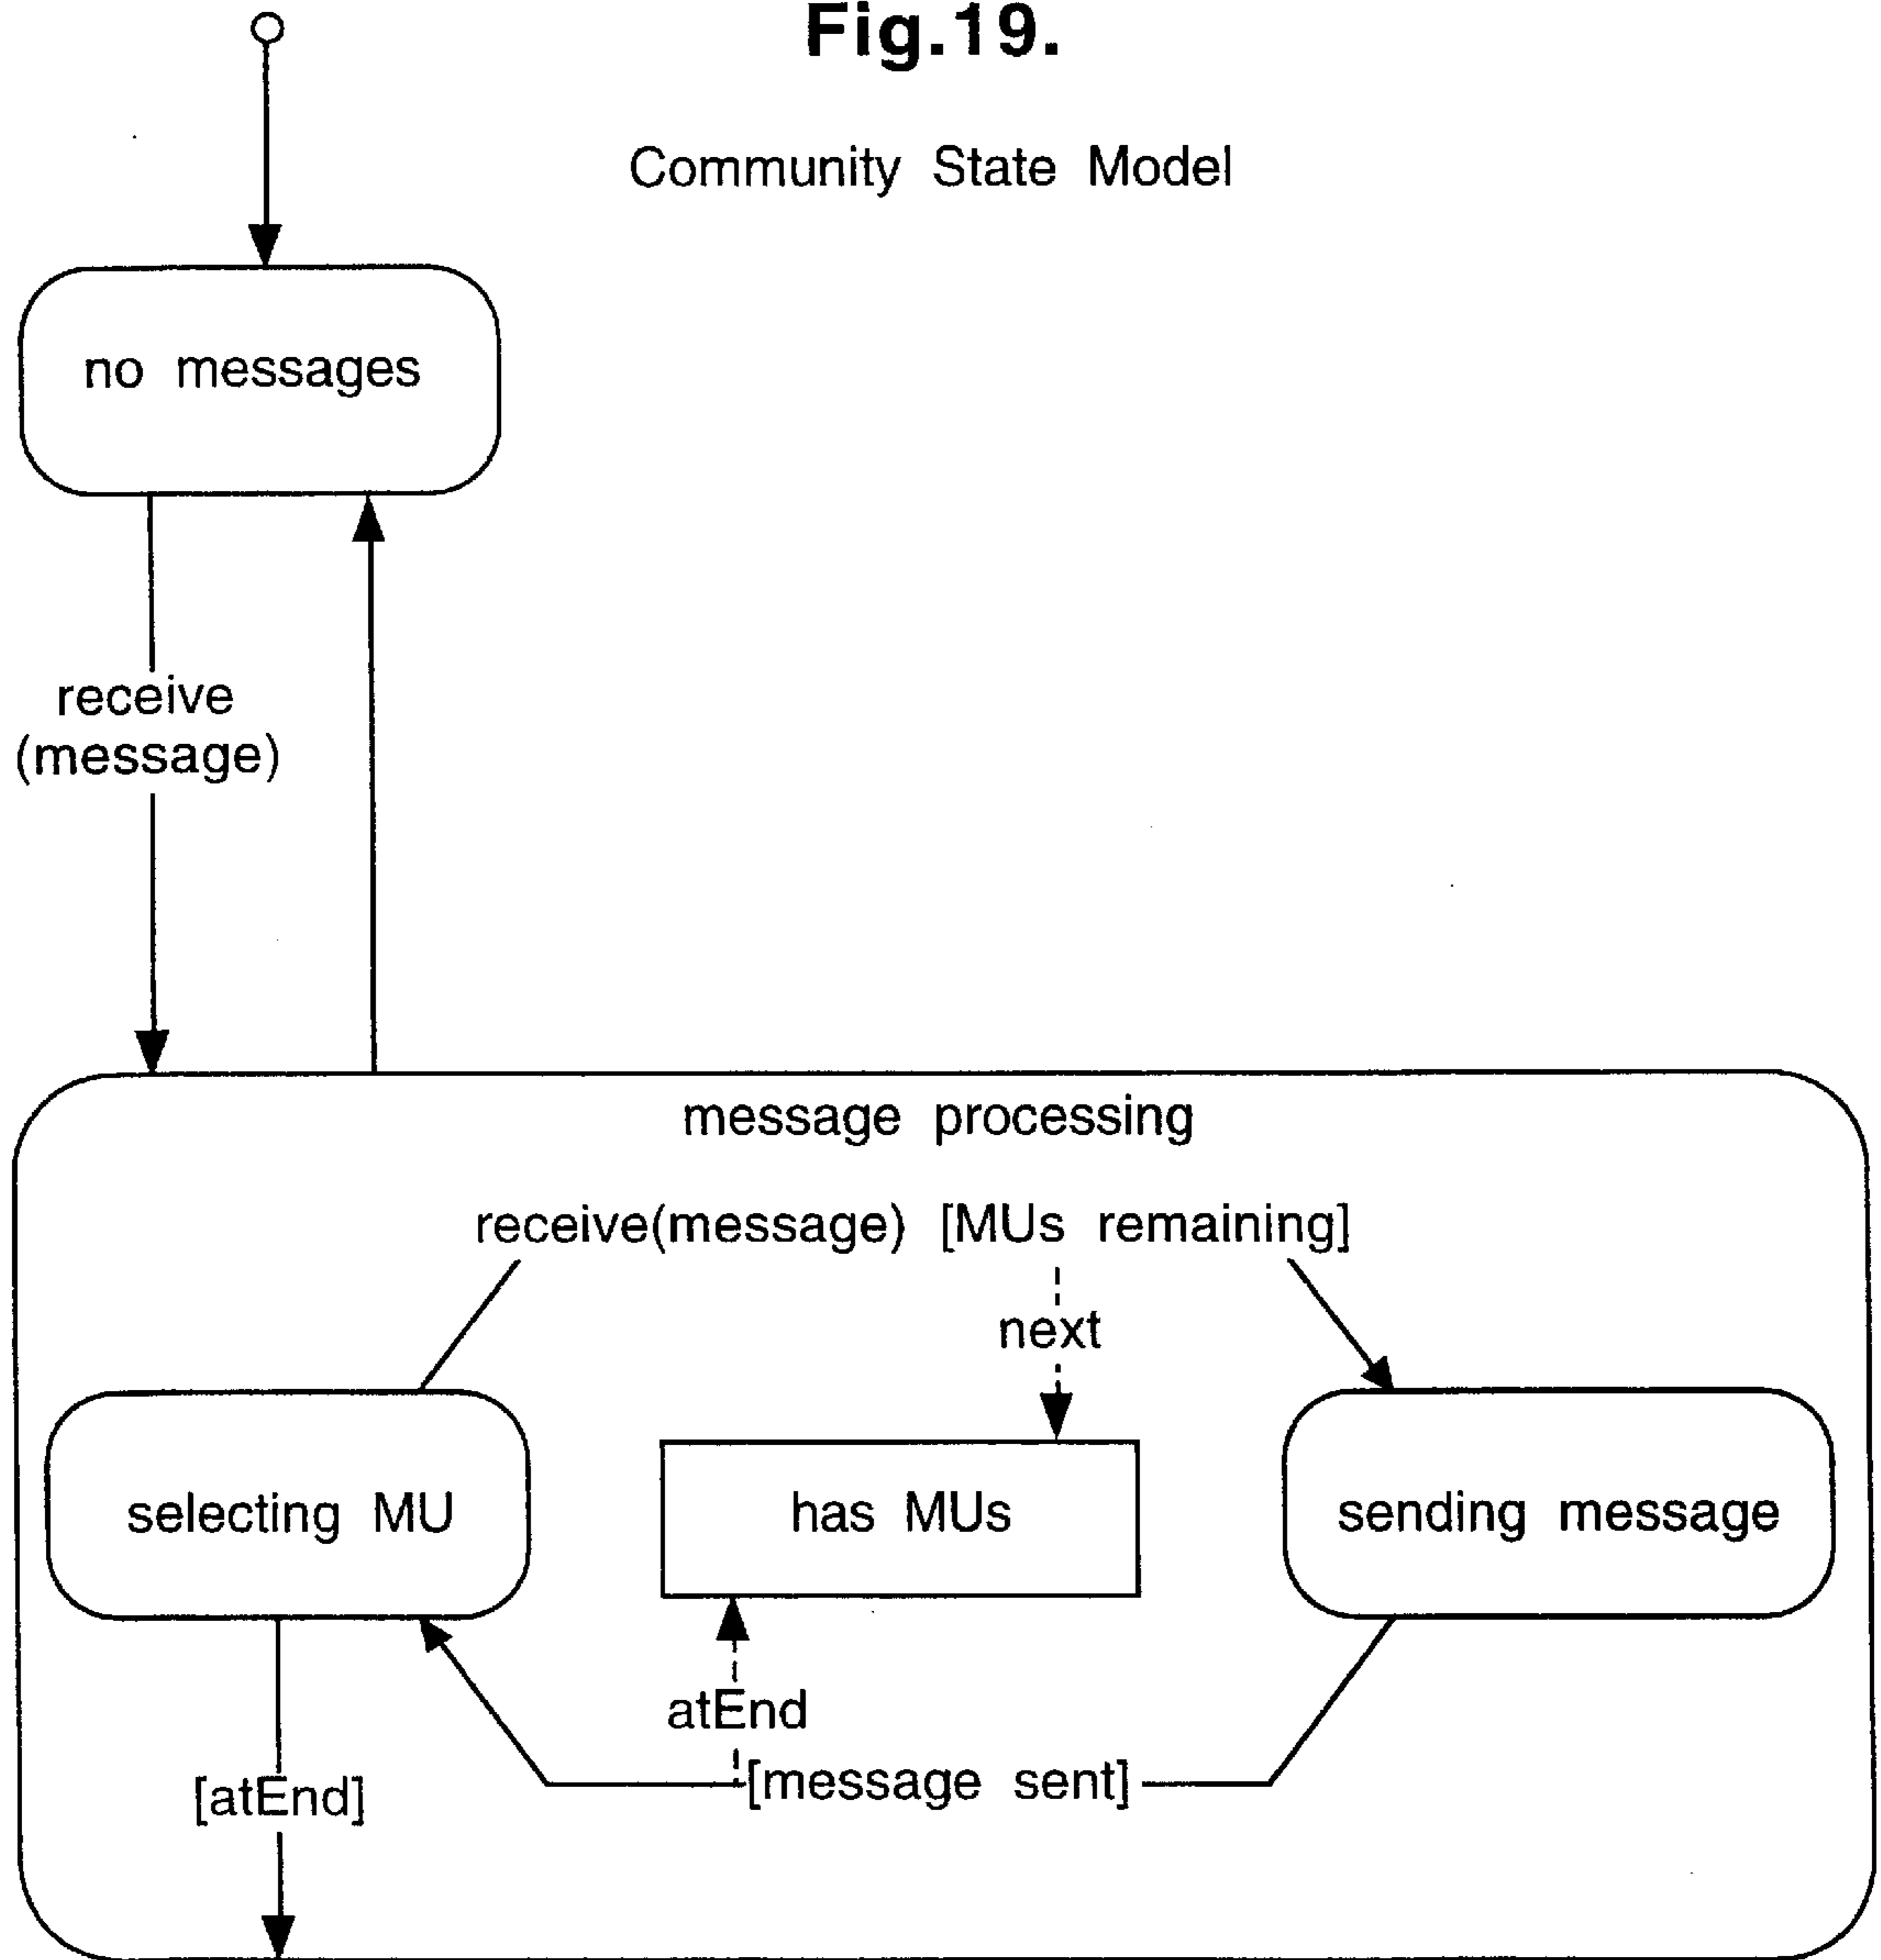 Fig.19.
Community State Model
no messages
receive
(message)
message processing
receive(message) [MUs remaining]
next
selecting MU
has MUs
sending message
atEnd
[message sent]
[atEnd]